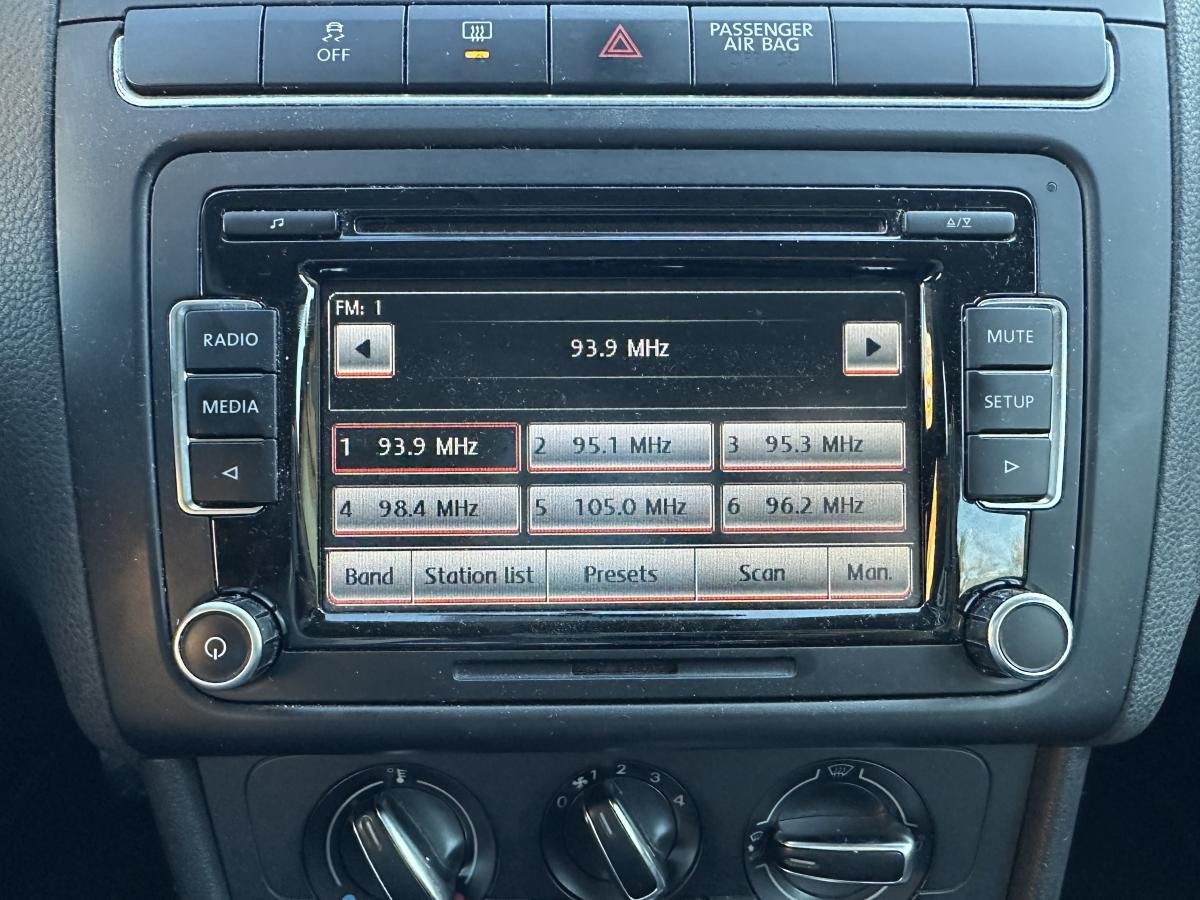 OFF
PASSENGER
AIR BAG
RADIO
MEDIA
MUTE
SETUP
FM: 1
93.9 MHz
1 93.9 MHz
2 95.1 MHz
3 95.3 MHz
4 98.4 MHz
5 105.0 MHz
6 96.2 MHz
Band
Station list
Presets
Scan
Man.
0 1 2 3 4